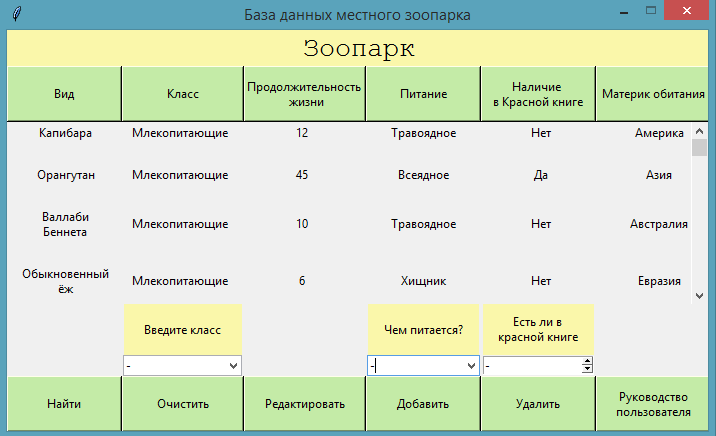 База данных местного зоопарка
Зоопарк
Вид Класс Продолжительность жизни Питание Наличие в Красной книге Материк обитания
Капибара Млекопитающие 12 Травоядное Нет Америка
Орангутан Млекопитающие 45 Всеядное Да Азия
Валлаби Беннета Млекопитающие 10 Травоядное Нет Австралия
Обыкновенный ёж Млекопитающие 6 Хищник Нет Евразия
Введите класс Чем питается? Есть ли в красной книге
- - -
Найти Очистить Редактировать Добавить Удалить Руководство пользователя